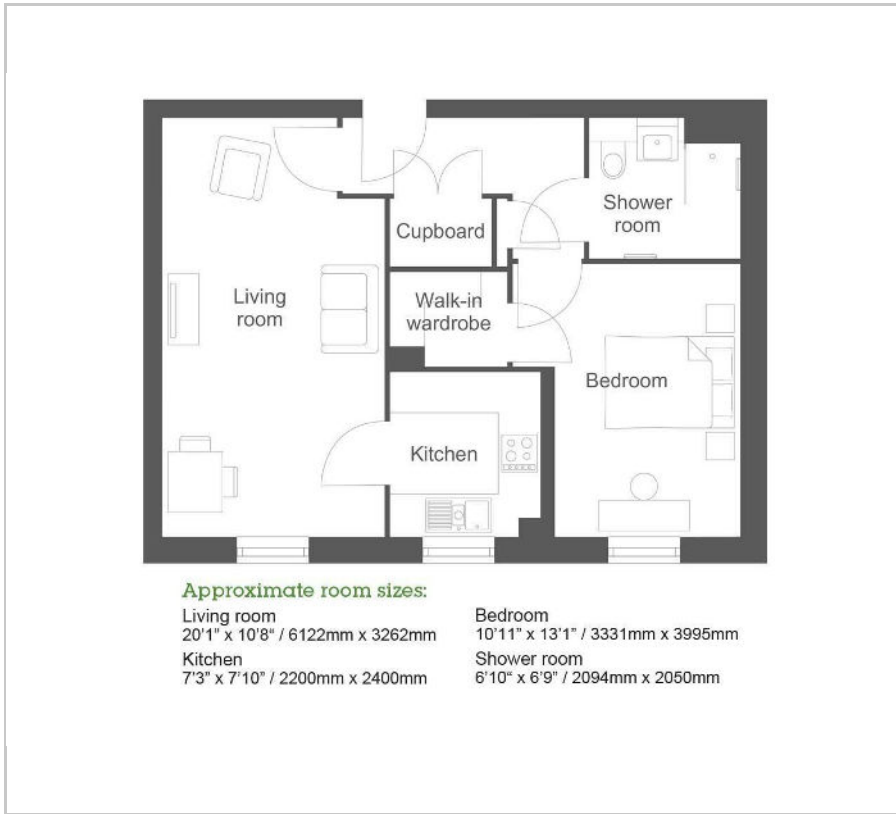 Living
room
Cupboard
Shower
room
Walk-in
wardrobe
Bedroom
Kitchen
Approximate room sizes:
Living room
20'1" x 10'8" / 6122mm x 3262mm
Kitchen
7'3" x 7'10" / 2200mm x 2400mm
Bedroom
10'11" x 13'1" / 3331mm x 3995mm
Shower room
6'10" x 6'9" / 2094mm x 2050mm